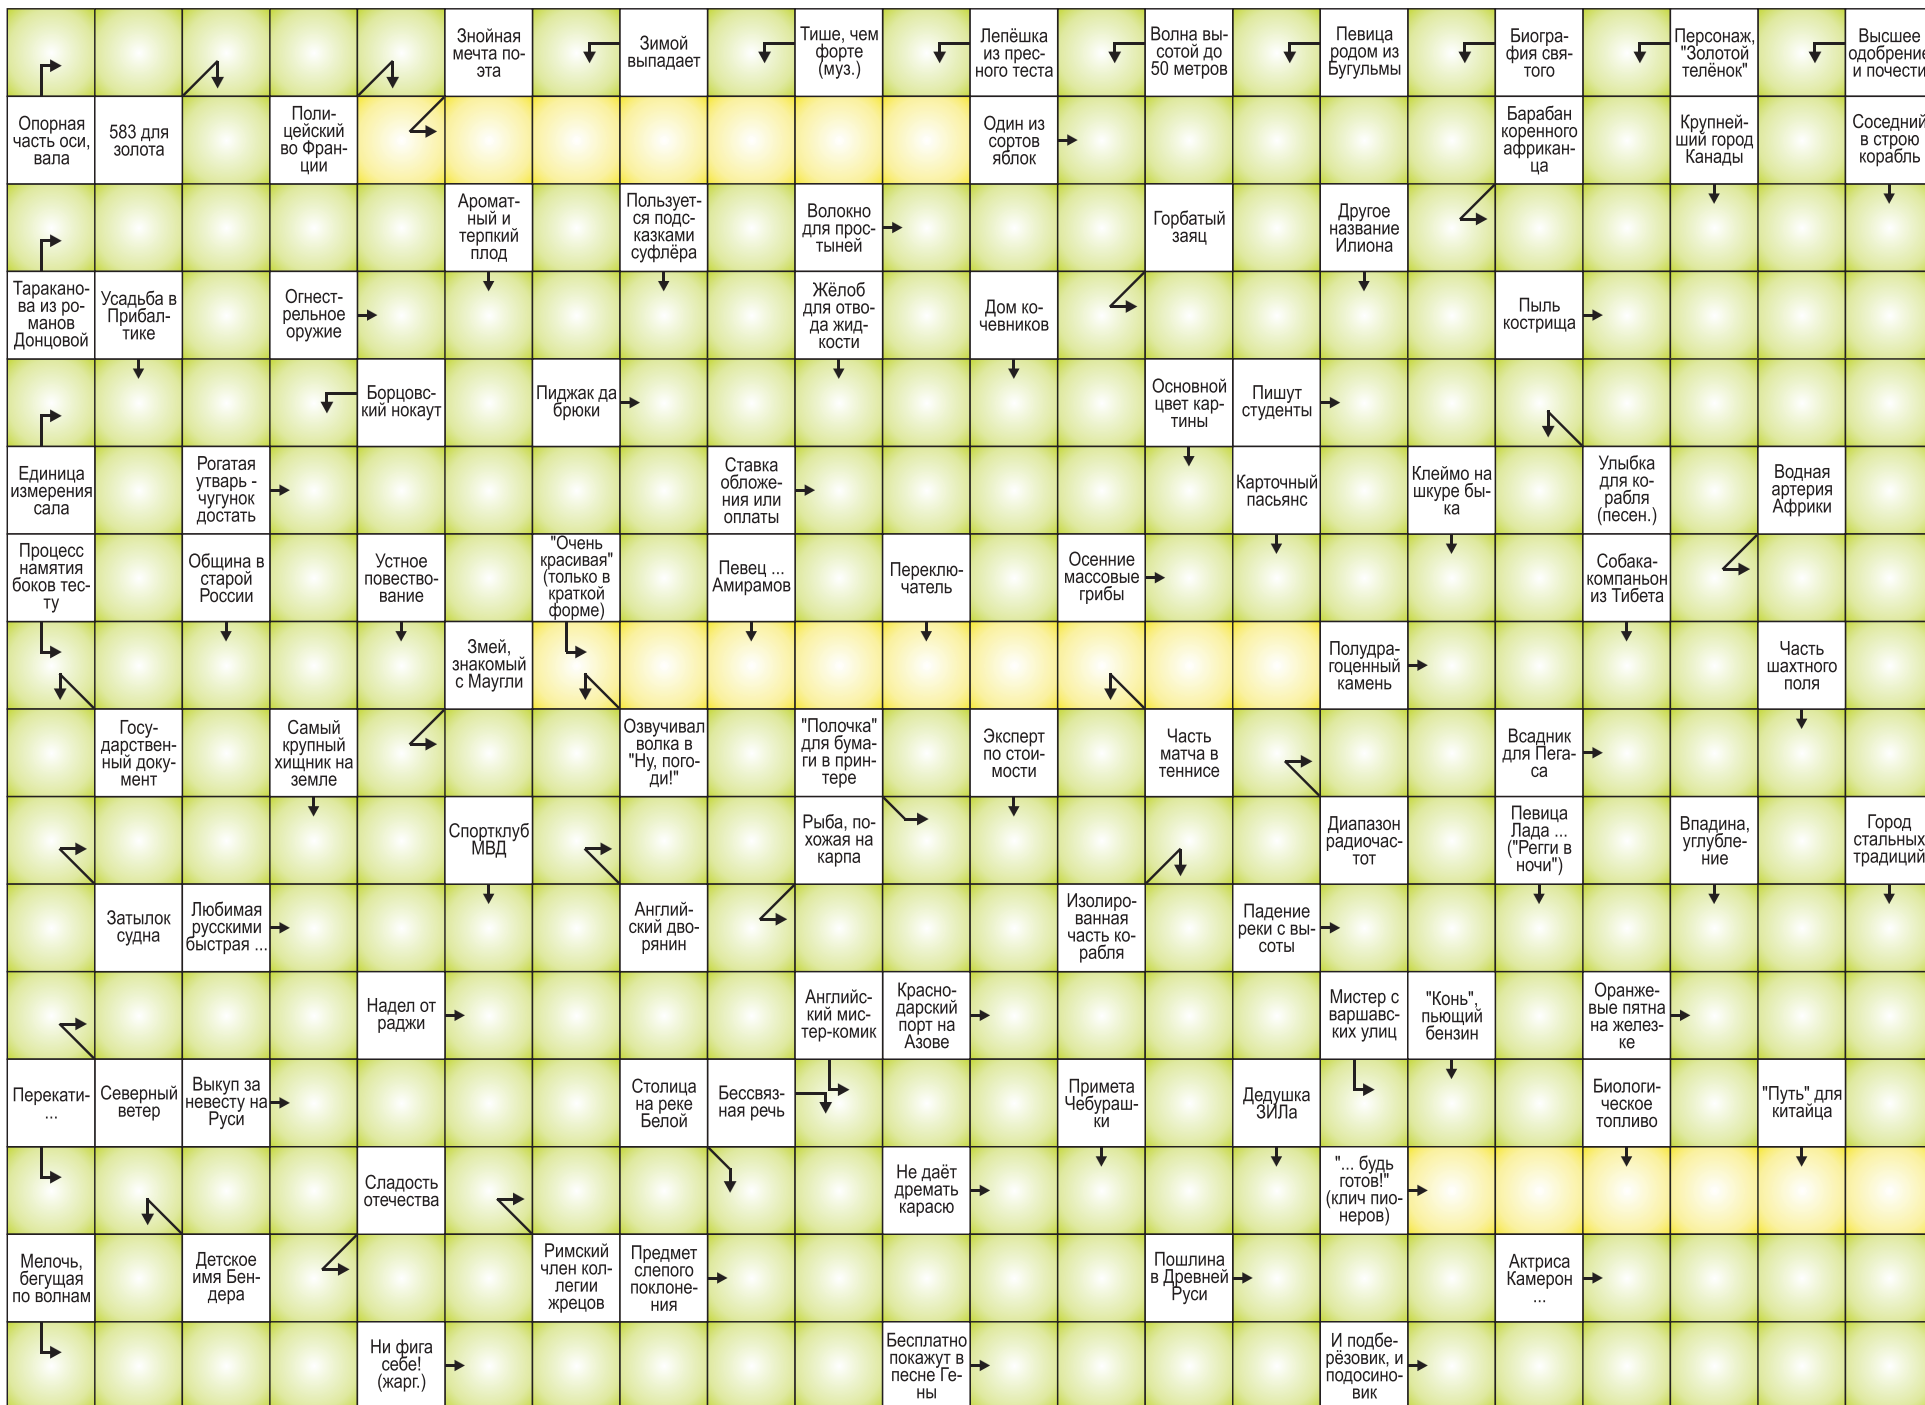 Знойная
мечта по-
эта
Зимой
выпадает
Тише, чем
форте
(муз.)
Лепёшка
из прес-
ного теста
Волна вы-
сотой до
50 метров
Певица
родом из
Бугульмы
Биогра-
фия свя-
того
Персонаж,
"Золотой
телёнок"
Высшее
одобрение
и почести
Опорная
часть оси,
вала
583 для
золота
Поли-
цейский
во Фран-
ции
Один из
сортов
яблок
Барабан
коренного
африкан-
ца
Крупней-
ший город
Канады
Соседний
в строю
корабль
Аромат-
ный и
терпкий
плод
Пользует-
ся подс-
казками
суфлёра
Волокно
для прос-
тыней
Горбатый
заяц
Другое
название
Илиона
Таракано-
ва из ро-
манов
Донцовой
Усадьба в
Прибал-
тике
Огнест-
рельное
оружие
Жёлоб
для отво-
да жид-
кости
Дом ко-
чевников
Пыль
кострища
Борцовс-
кий нокаут
Пиджак да
брюки
Основной
цвет кар-
тины
Пишут
студенты
Единица
измерения
сала
Рогатая
утварь -
чугунок
достать
Ставка
обложе-
ния или
оплаты
Карточный
пасьянс
Клеймо на
шкуре бы-
ка
Улыбка
для ко-
рабля
(песен.)
Водная
артерия
Африки
Процесс
намятия
боков тес-
ту
Община в
старой
России
Устное
повество-
вание
"Очень
красивая"
(только в
краткой
форме)
Певец ...
Амирамов
Переклю-
чатель
Осенние
массовые
грибы
Собака-
компаньон
из Тибета
Змей,
знакомый
с Маугли
Полудра-
гоценный
камень
Часть
шахтного
поля
Госу-
дарствен-
ный доку-
мент
Самый
крупный
хищник на
земле
Озвучивал
волка в
"Ну, пого-
ди!"
"Полочка"
для бума-
ги в прин-
тере
Эксперт
по стои-
мости
Часть
матча в
теннисе
Всадник
для Пега-
са
Спортклуб
МВД
Рыба, по-
хожая на
карпа
Диапазон
радиочас-
тот
Певица
Лада ...
("Регги в
ночи")
Впадина,
углубле-
ние
Город
стальных
традиций
Затылок
судна
Любимая
русскими
быстрая ...
Англий-
ский дво-
рянин
Изолиро-
ванная
часть ко-
рабля
Падение
реки с вы-
соты
Надел от
раджи
Английс-
кий мис-
тер-комик
Красно-
дарский
порт на
Азове
Мистер с
варшавс-
ких улиц
"Конь",
пьющий
бензин
Оранже-
вые пятна
на желез-
ке
Перекати-
...
Северный
ветер
Выкуп за
невесту на
Руси
Столица
на реке
Белой
Бессвяз-
ная речь
Примета
Чебураш-
ки
Дедушка
ЗИЛа
Биологи-
ческое
топливо
"Путь" для
китайца
Сладость
отечества
Не даёт
дремать
карасю
"... будь
готов!"
(клич пио-
неров)
Мелочь,
бегущая
по волнам
Детское
имя Бен-
дера
Римский
член кол-
легии
жрецов
Предмет
слепого
поклоне-
ния
Пошлина
в Древней
Руси
Актриса
Камерон
...
Ни фига
себе!
(жарг.)
Бесплатно
покажут в
песне Ге-
ны
И подбе-
рёзовик, и
подосино-
вик